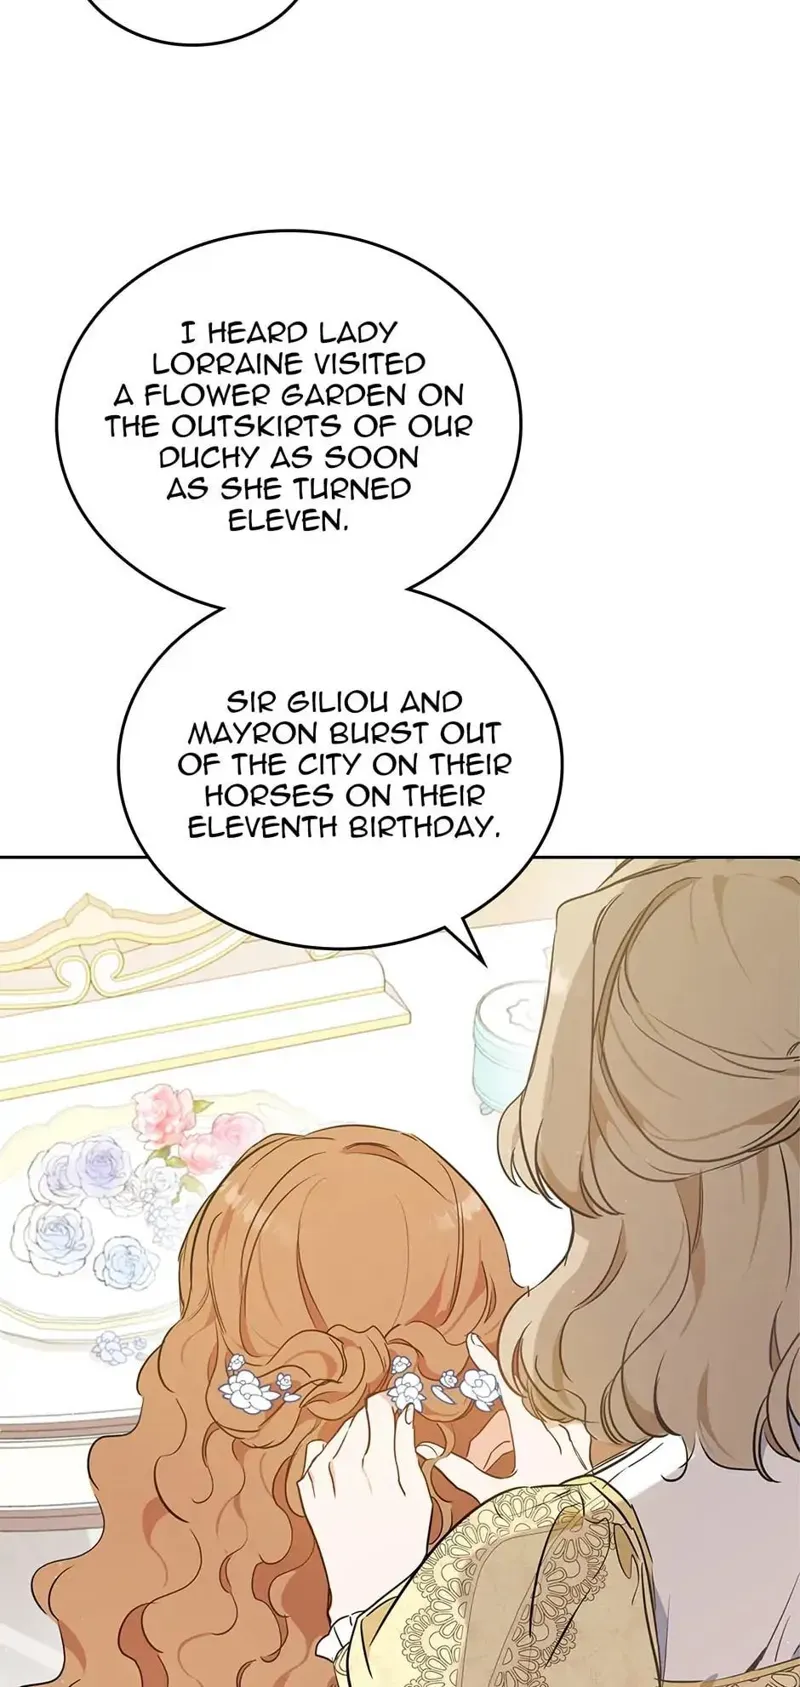 I HEARD LADY
LORRAINE VISITED
A FLOWER GARDEN ON
THE OUTSKIRTS OF OUR
DUCHY AS SOON
AS SHE TURNED
ELEVEN.
SIR GILIOU AND
MAYRON BURST OUT
OF THE CITY ON THEIR
HORSES ON THEIR
ELEVENTH BIRTHDAY.